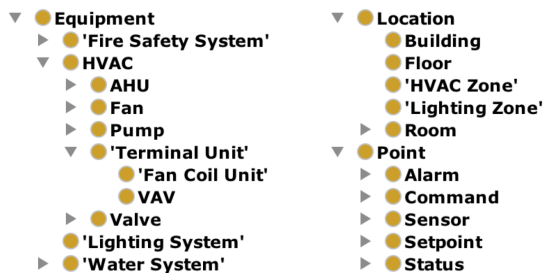 Equipment
'Fire Safety System'
HVAC
AHU
Fan
Pump
'Terminal Unit'
'Fan Coil Unit'
VAV
Valve
'Lighting System'
'Water System'
Location
Building
Floor
'HVAC Zone'
'Lighting Zone'
Room
Point
Alarm
Command
Sensor
Setpoint
Status